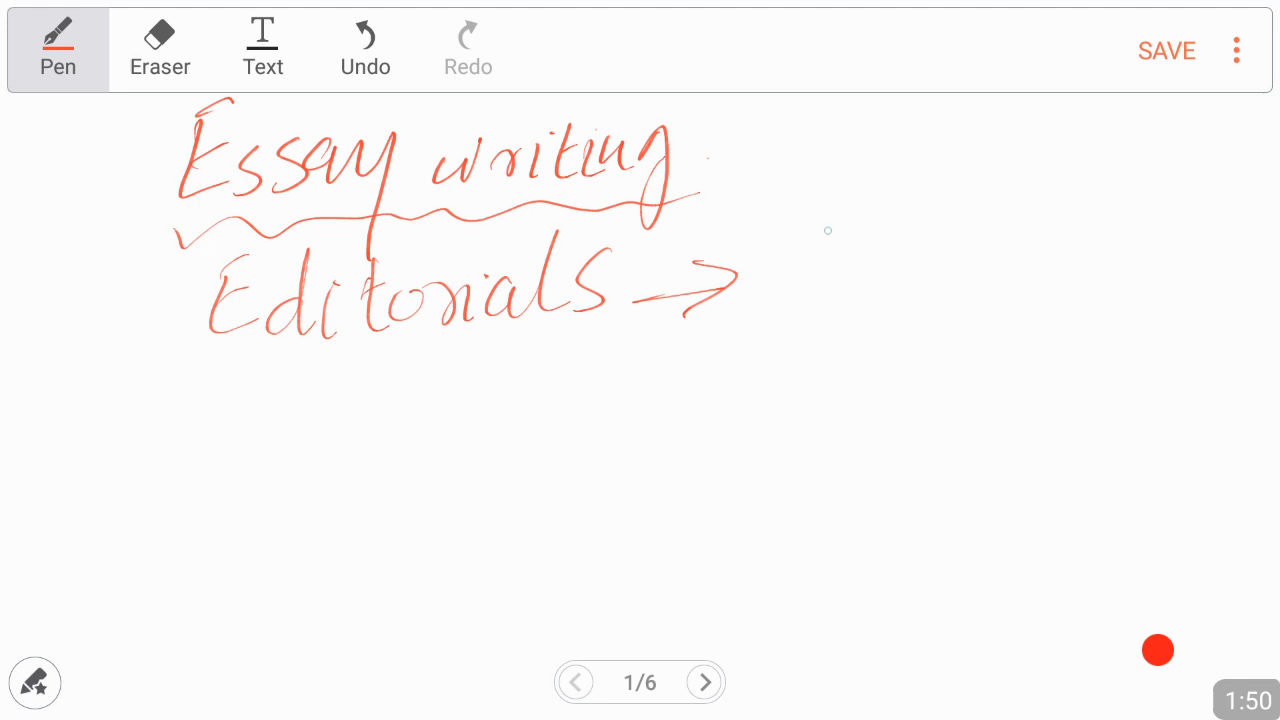 Pen Eraser Text Undo Redo SAVE
Essay writing
Editorials →
1/6
1:50